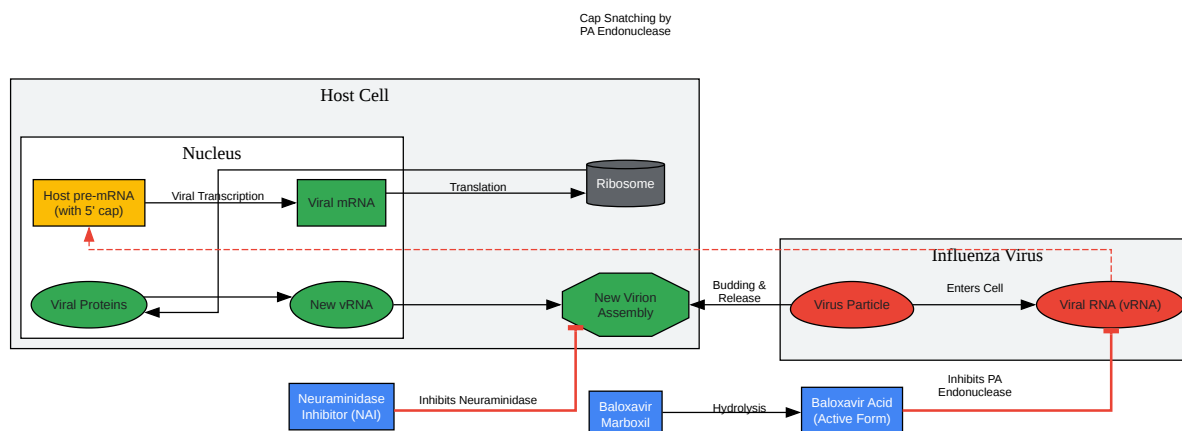 Cap Snatching by
PA Endonuclease
Host Cell
Nucleus
Host pre-mRNA
(with 5' cap)
Viral Transcription
Viral mRNA
Translation
Ribosome
Influenza Virus
Viral Proteins
New vRNA
New Virion
Assembly
Budding &
Release
Virus Particle
Enters Cell
Viral RNA (vRNA)
Neuraminidase
Inhibitor (NAI)
Inhibits Neuraminidase
Baloxavir
Marboxil
Hydrolysis
Baloxavir Acid
(Active Form)
Inhibits PA
Endonuclease